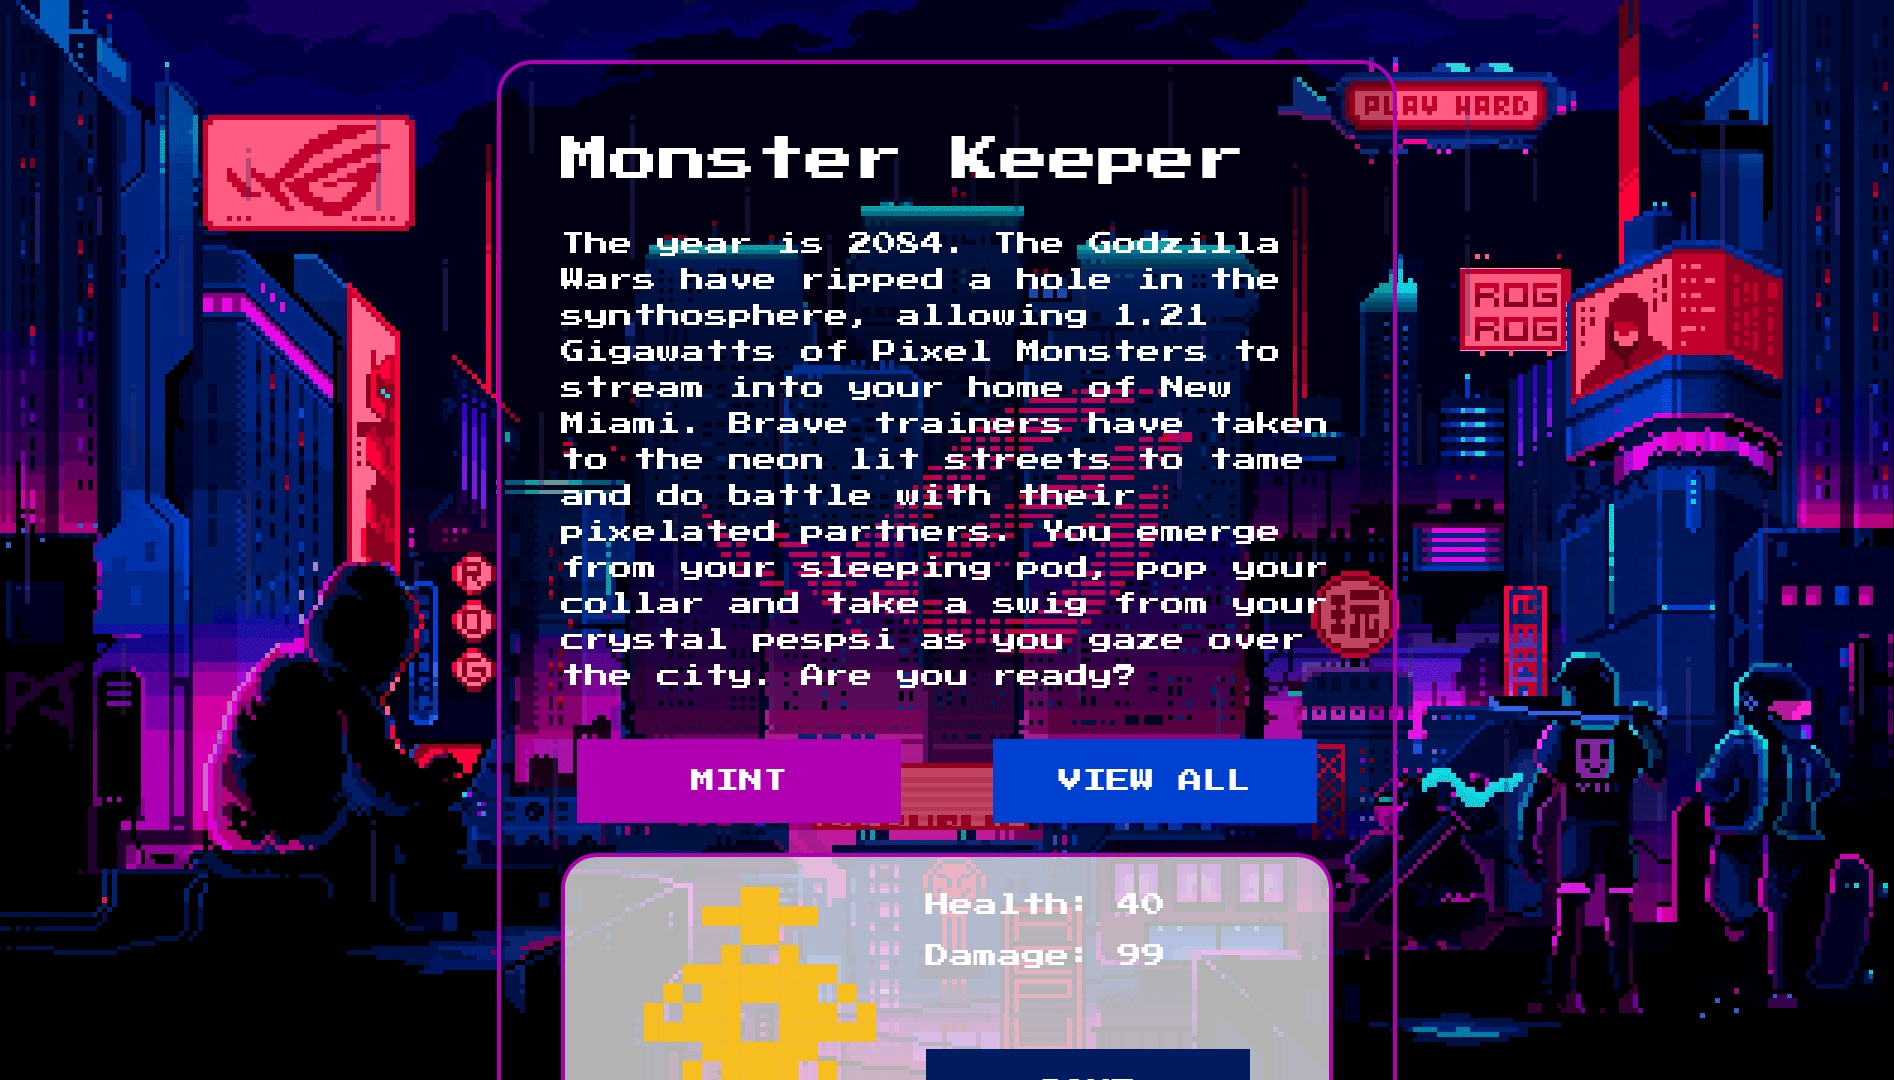 PLAY HARD
Monster Keeper
The year is 2084. The Godzilla
Wars have ripped a hole in the
synthosphere, allowing 1.21
Gigawatts of Pixel Monsters to
stream into your home of New
Miami. Brave trainers have taken
to the neon lit streets to tame
and do battle with their
pixelated partners. You emerge
from your sleeping pod, pop your
collar and take a swig from your
crystal pespsi as you gaze over
the city. Are you ready?
ROG
ROG
R
O
G
MINT
VIEW ALL
Health: 40
Damage: 99